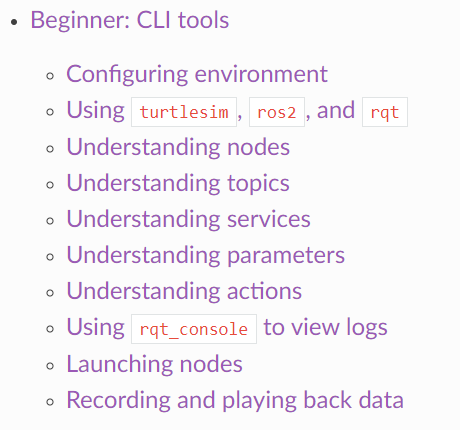 Beginner: CLI tools
Configuring environment
Using turtlesim, ros2, and rqt
Understanding nodes
Understanding topics
Understanding services
Understanding parameters
Understanding actions
Using rqt_console to view logs
Launching nodes
Recording and playing back data